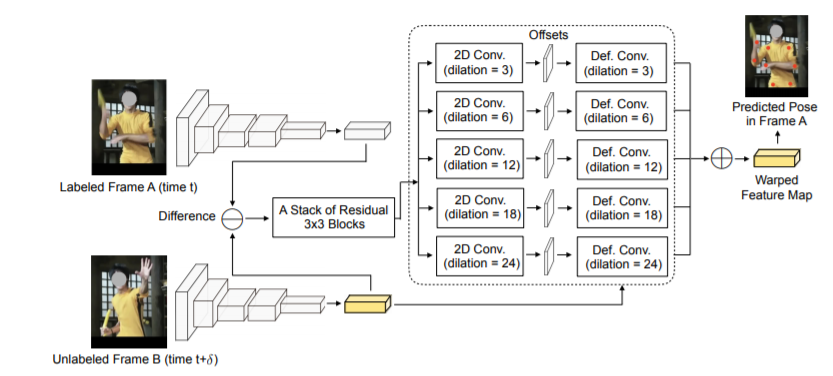 Offsets
2D Conv.
(dilation = 3)
Def. Conv.
(dilation = 3)
2D Conv.
(dilation = 6)
Def. Conv.
(dilation = 6)
2D Conv.
(dilation = 12)
Def. Conv.
(dilation = 12)
2D Conv.
(dilation = 18)
Def. Conv.
(dilation = 18)
2D Conv.
(dilation = 24)
Def. Conv.
(dilation = 24)
Predicted Pose
in Frame A
Warped
Feature Map
Labeled Frame A (time t)
Difference
A Stack of Residual
3x3 Blocks
Unlabeled Frame B (time t+δ)